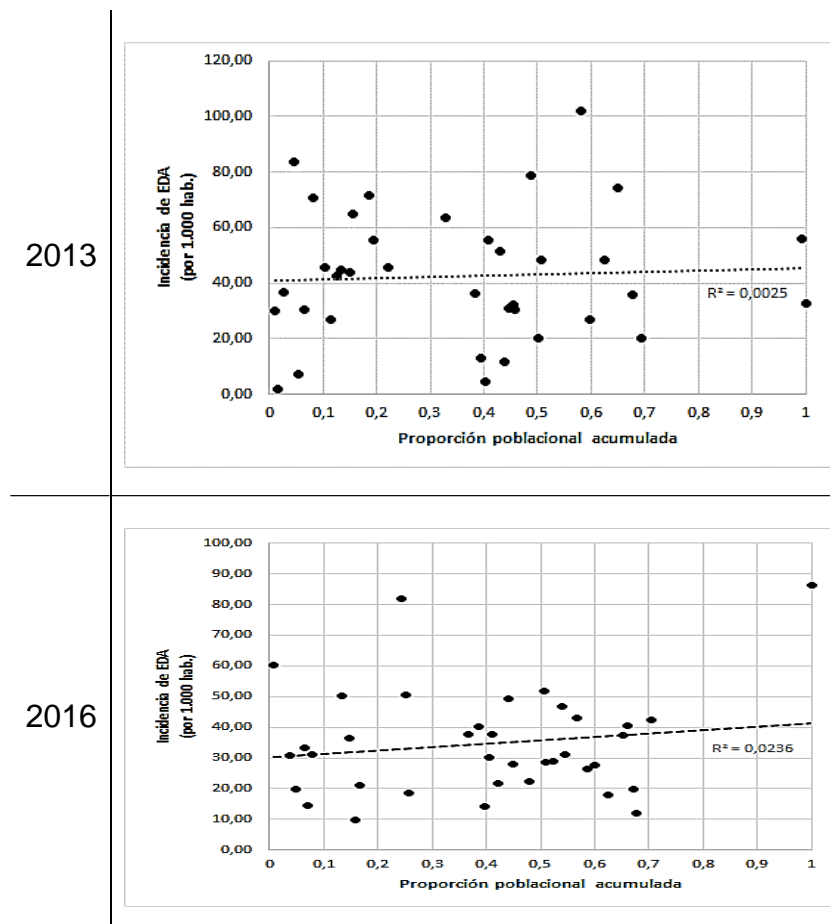 2013
Incidencia de EDA
(por 1.000 hab.)
120,00
100,00
80,00
60,00
40,00
20,00
0,00
R² = 0,0025
0 0,1 0,2 0,3 0,4 0,5 0,6 0,7 0,8 0,9 1
Proporción poblacional acumulada
2016
Incidencia de EDA
(por 1.000 hab.)
100,00
90,00
80,00
70,00
60,00
50,00
40,00
30,00
20,00
10,00
0,00
R² = 0,0236
0 0,1 0,2 0,3 0,4 0,5 0,6 0,7 0,8 0,9 1
Proporción poblacional acumulada